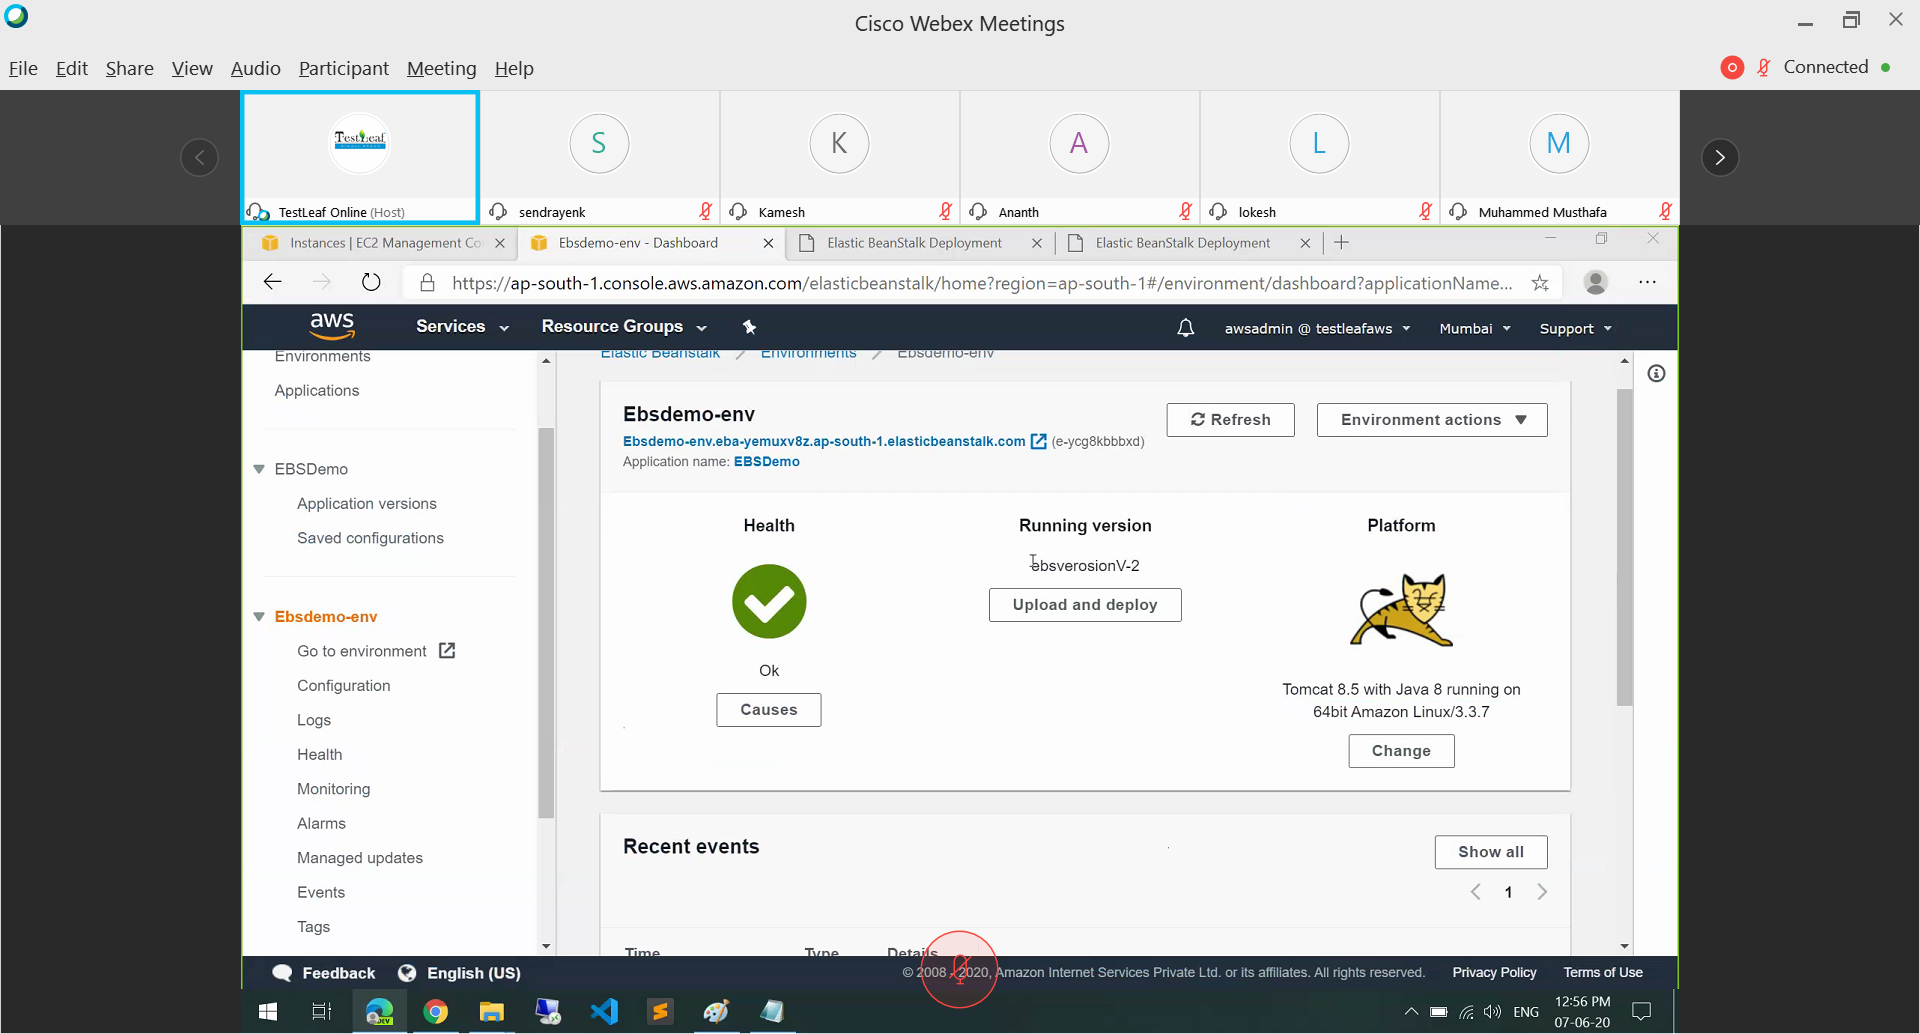 Cisco Webex Meetings
File Edit Share View Audio Participant Meeting Help
Connected
TestLeaf
S
K
A
L
M
TestLeaf Online (Host)
sendrayenk
Kamesh
Ananth
lokesh
Muhammed Musthafa
Instances | EC2 Management Co
Ebsdemo-env - Dashboard
Elastic BeanStalk Deployment
Elastic BeanStalk Deployment
https://ap-south-1.console.aws.amazon.com/elasticbeanstalk/home?region=ap-south-1#/environment/dashboard?applicationName...
aws
Services
Resource Groups
awsadmin @ testleafaws
Mumbai
Support
Environments
Applications
EBSDemo
Application versions
Saved configurations
Ebsdemo-env
Go to environment
Configuration
Logs
Health
Monitoring
Alarms
Managed updates
Events
Tags
Elastic Beanstalk / Environments / Ebsdemo-env
Ebsdemo-env
Ebsdemo-env.eba-yemuxv8z.ap-south-1.elasticbeanstalk.com (e-ycg8kbbbxd)
Application name: EBSDemo
Refresh
Environment actions
Health
Ok
Causes
Running version
ebsverosionV-2
Upload and deploy
Platform
Tomcat 8.5 with Java 8 running on
64bit Amazon Linux/3.3.7
Change
Recent events
Show all
1
Time Type Details
Feedback
English (US)
© 2008 - 2020, Amazon Internet Services Private Ltd. or its affiliates. All rights reserved.
Privacy Policy
Terms of Use
DEV
ENG
12:56 PM
07-06-20